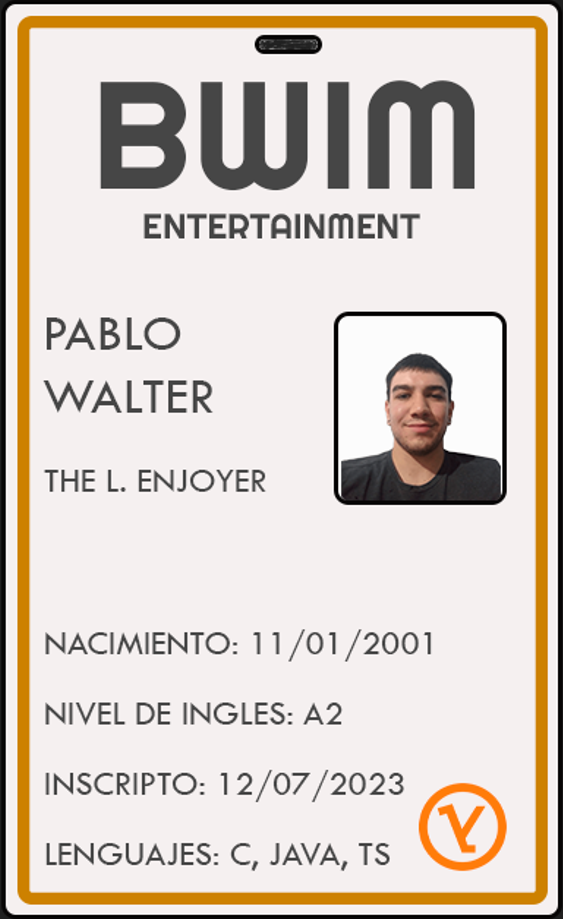 BWIM
ENTERTAINMENT
PABLO
WALTER
THE L. ENJOYER
NACIMIENTO: 11/01/2001
NIVEL DE INGLES: A2
INSCRIPTO: 12/07/2023
LENGUAJES: C, JAVA, TS